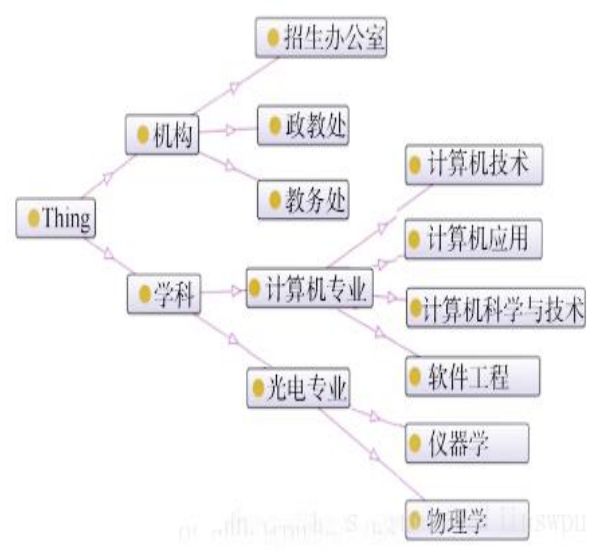 招生办公室
机构
政教处
教务处
Thing
学科
计算机专业
计算机技术
计算机应用
计算机科学与技术
软件工程
光电专业
仪器学
物理学